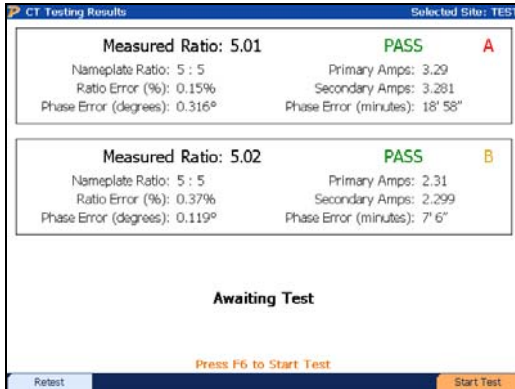 CT Testing Results Selected Site: TEST
Measured Ratio: 5.01 PASS A
Nameplate Ratio: 5 : 5 Primary Amps: 3.29
Ratio Error (%): 0.15% Secondary Amps: 3.281
Phase Error (degrees): 0.316º Phase Error (minutes): 18' 58"
Measured Ratio: 5.02 PASS B
Nameplate Ratio: 5 : 5 Primary Amps: 2.31
Ratio Error (%): 0.37% Secondary Amps: 2.299
Phase Error (degrees): 0.119º Phase Error (minutes): 7' 6"
Awaiting Test
Press F6 to Start Test
Retest Start Test